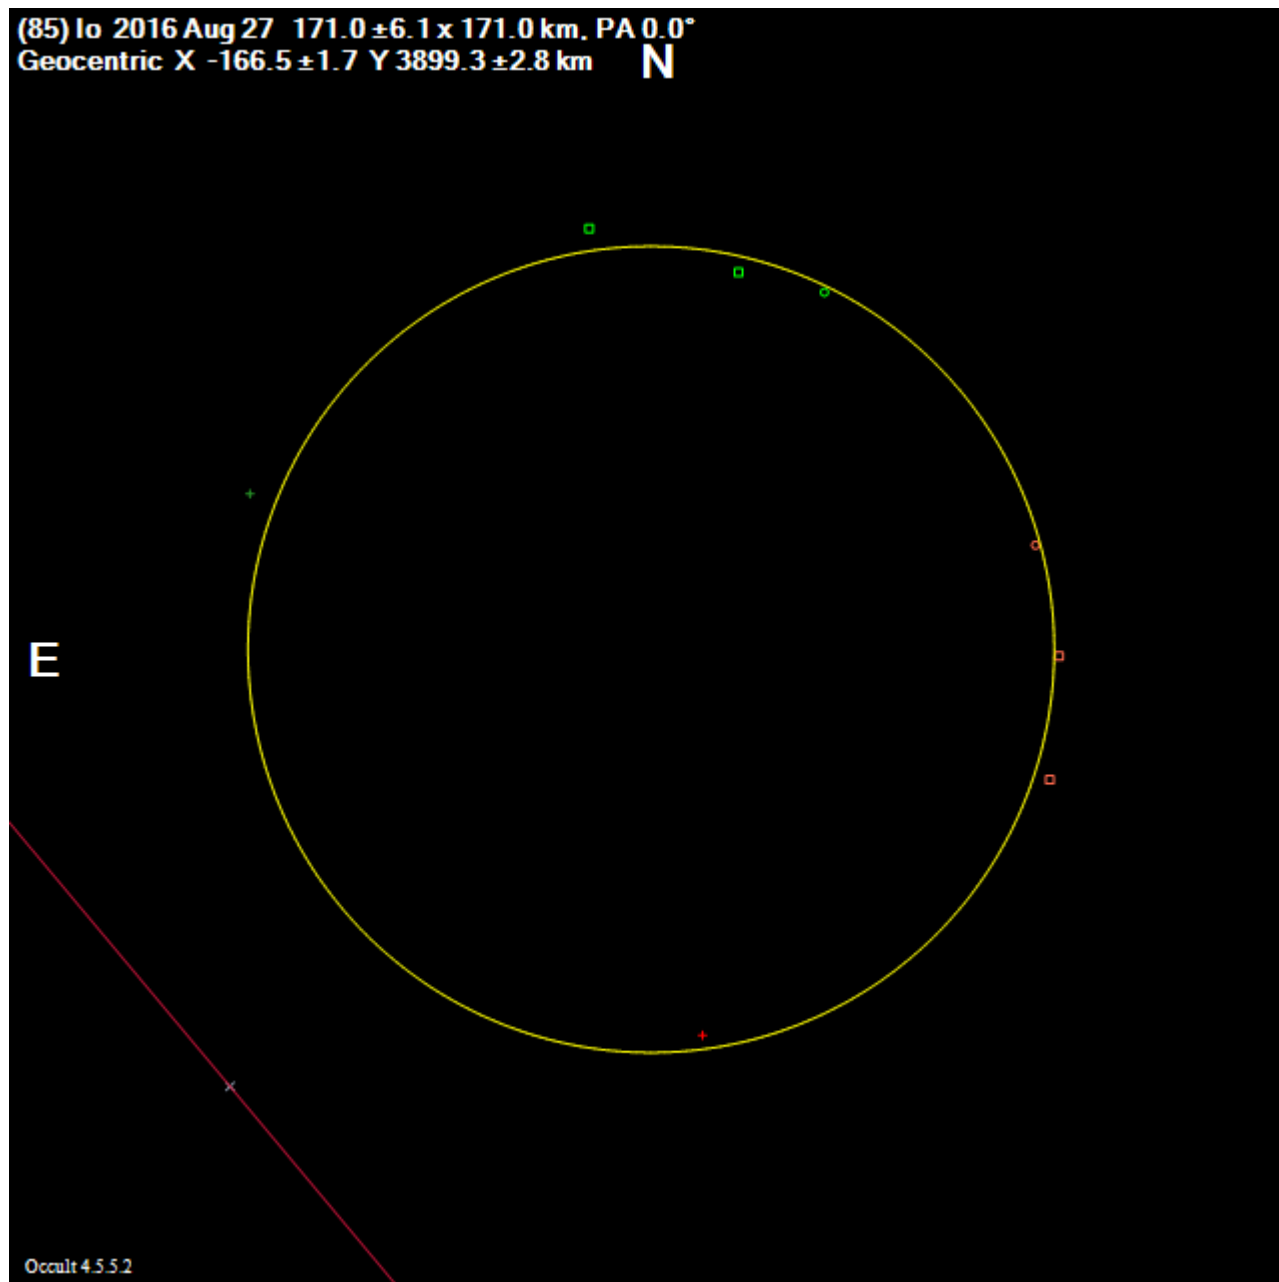 (85) Io 2016 Aug 27 171.0 ±6.1 x 171.0 km, PA 0.0°
Geocentric X -166.5 ±1.7 Y 3899.3 ±2.8 km
N
E
Occult 4.5.5.2